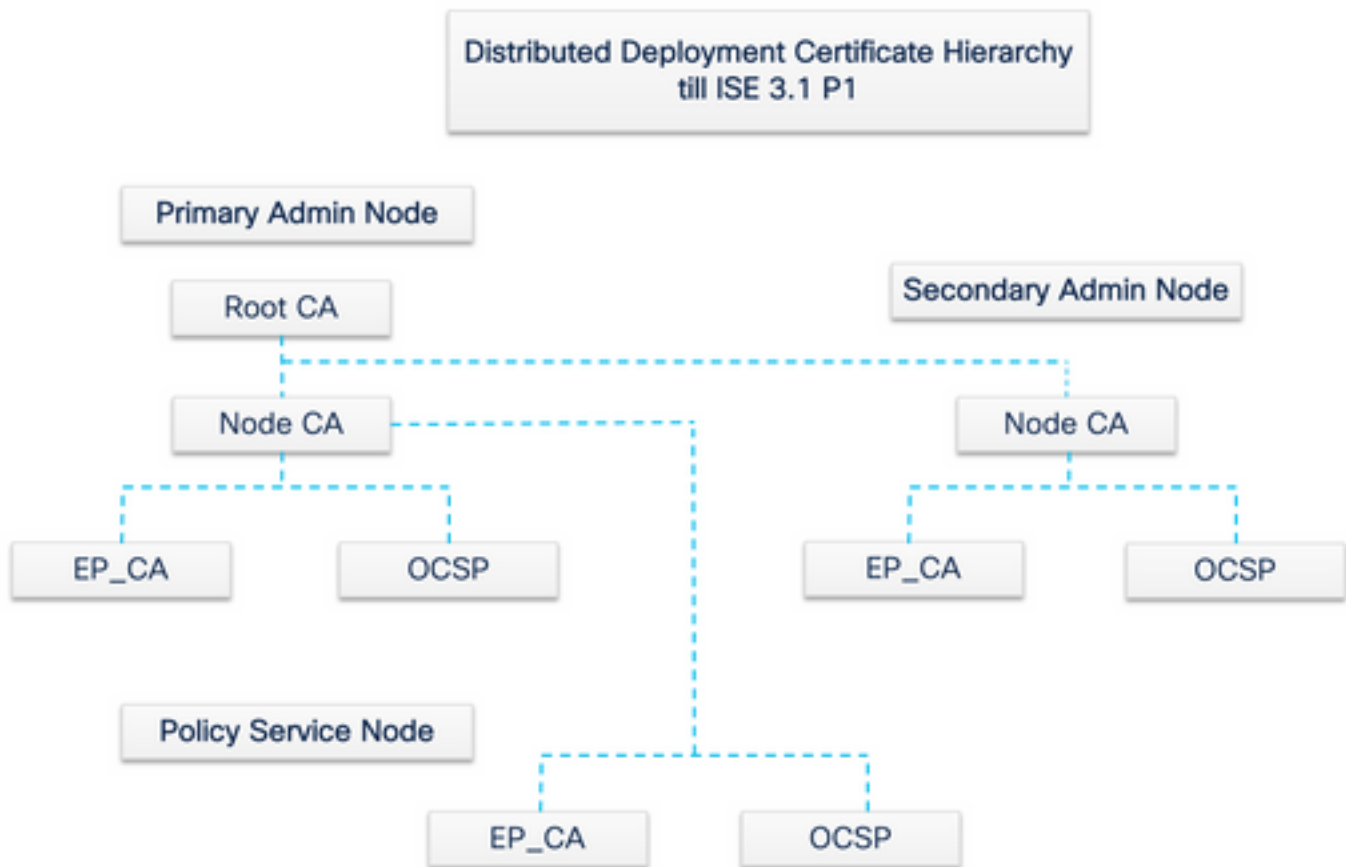 Distributed Deployment Certificate Hierarchy
till ISE 3.1 P1
Primary Admin Node
Secondary Admin Node
Root CA
Node CA
Node CA
EP_CA
OCSP
EP_CA
OCSP
Policy Service Node
EP_CA
OCSP